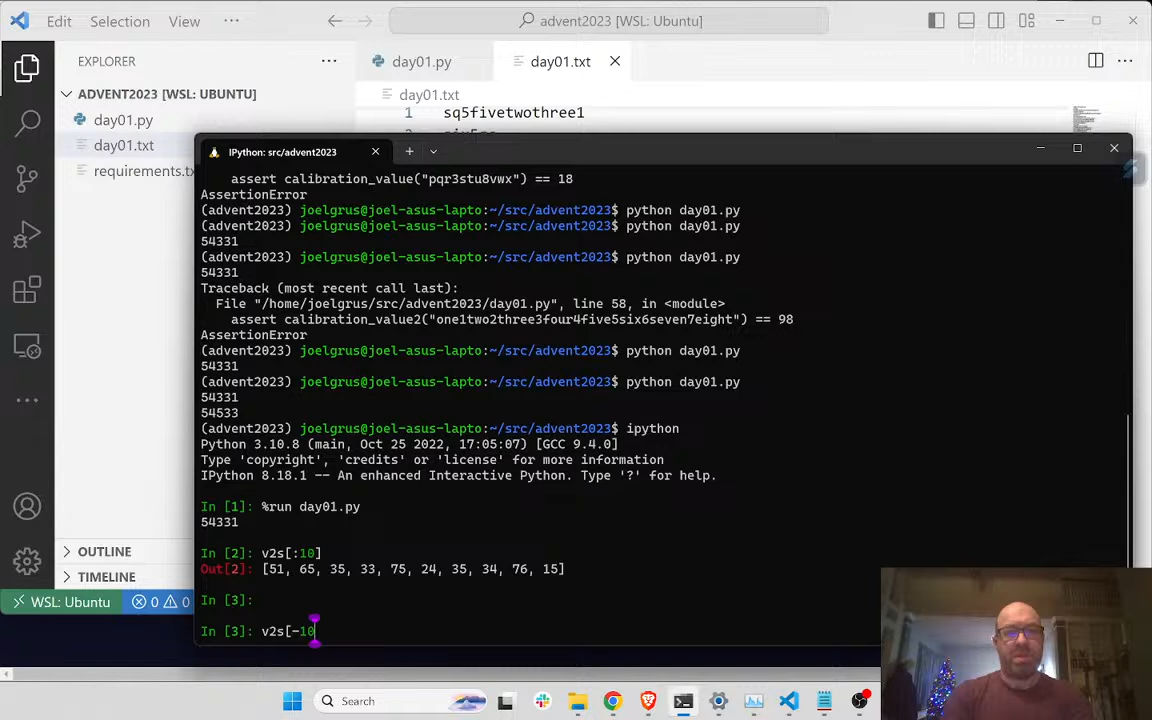 Edit Selection View ··· advent2023 [WSL: Ubuntu]
EXPLORER ··· day01.py day01.txt
ADVENT2023 [WSL: UBUNTU] day01.txt
day01.py
day01.txt
requirements.tx
1 sq5fivetwothree1
2
IPython: src/advent2023
assert calibration_value("pqr3stu8vwx") == 18
AssertionError
(advent2023) joelgrus@joel-asus-lapto:~/src/advent2023$ python day01.py
(advent2023) joelgrus@joel-asus-lapto:~/src/advent2023$ python day01.py
54331
(advent2023) joelgrus@joel-asus-lapto:~/src/advent2023$ python day01.py
54331
Traceback (most recent call last):
File "/home/joelgrus/src/advent2023/day01.py", line 58, in <module>
assert calibration_value2("one1two2three3four4five5six6seven7eight") == 98
AssertionError
(advent2023) joelgrus@joel-asus-lapto:~/src/advent2023$ python day01.py
54331
(advent2023) joelgrus@joel-asus-lapto:~/src/advent2023$ python day01.py
54331
54533
(advent2023) joelgrus@joel-asus-lapto:~/src/advent2023$ ipython
Python 3.10.8 (main, Oct 25 2022, 17:05:07) [GCC 9.4.0]
Type 'copyright', 'credits' or 'license' for more information
IPython 8.18.1 -- An enhanced Interactive Python. Type '?' for help.
In [1]: %run day01.py
54331
In [2]: v2s[:10]
Out[2]: [51, 65, 35, 33, 75, 24, 35, 34, 76, 15]
In [3]:
In [3]: v2s[-10
OUTLINE
TIMELINE
WSL: Ubuntu 0 0
Search